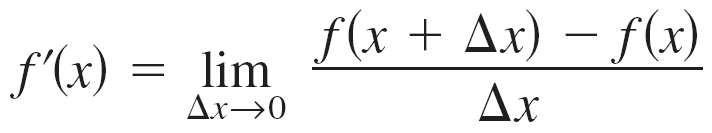 f′(x) = lim Δx→0 f(x + Δx) − f(x) / Δx